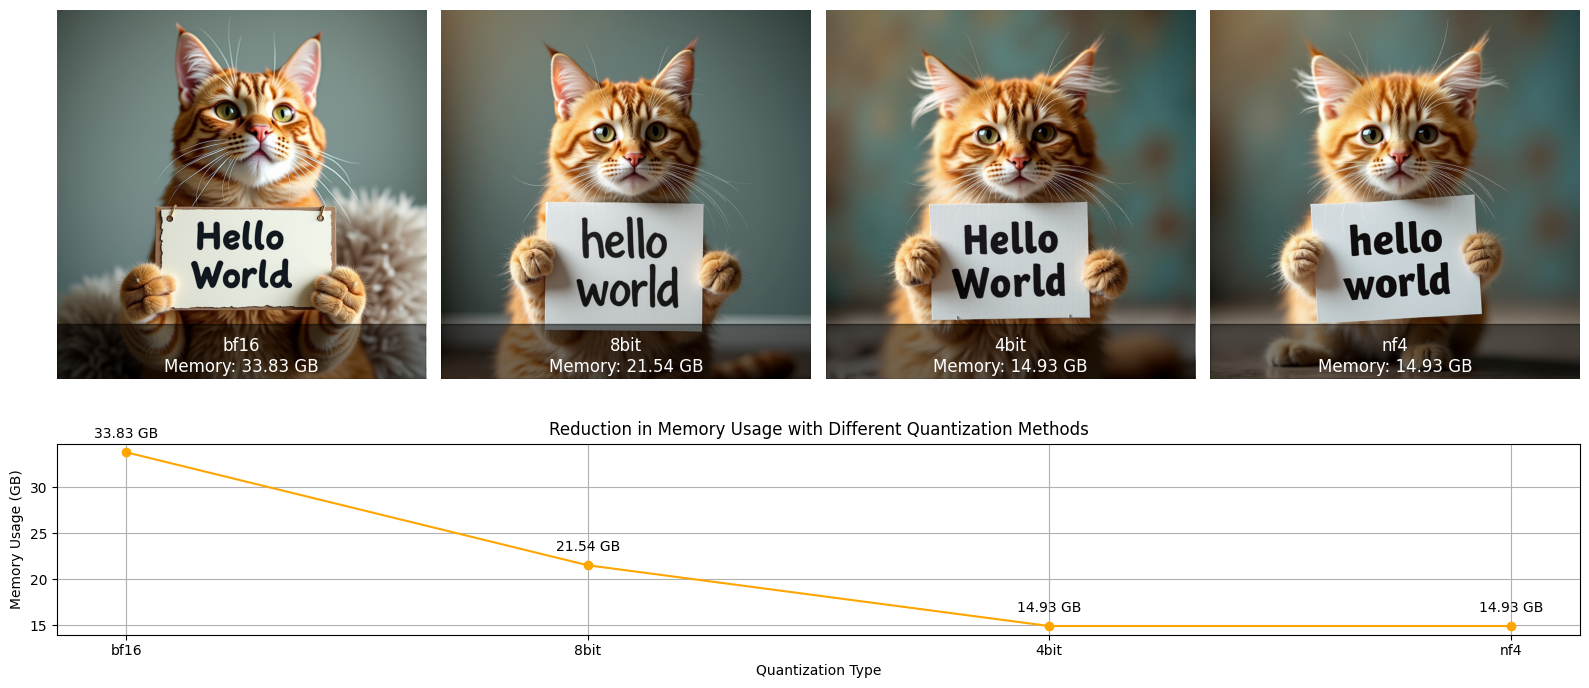 Hello
World
bf16
Memory: 33.83 GB
hello
world
8bit
Memory: 21.54 GB
Hello
World
4bit
Memory: 14.93 GB
hello
world
nf4
Memory: 14.93 GB
Reduction in Memory Usage with Different Quantization Methods
33.83 GB
21.54 GB
14.93 GB
14.93 GB
Memory Usage (GB)
30
25
20
15
bf16
8bit
4bit
nf4
Quantization Type